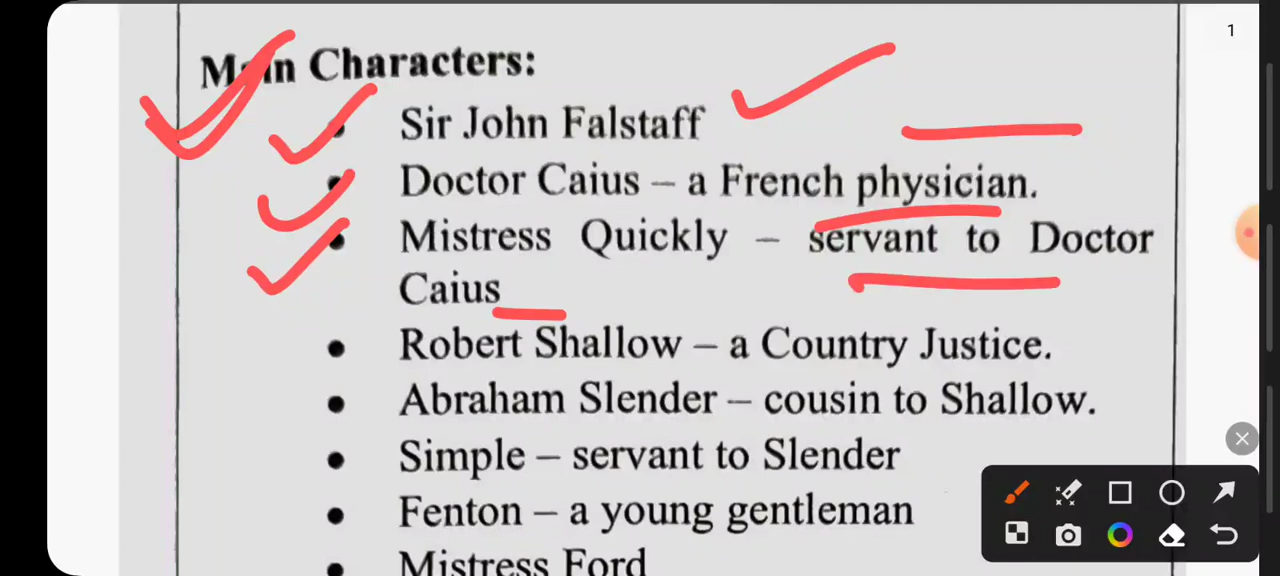 1
Main Characters:
• Sir John Falstaff
• Doctor Caius – a French physician.
• Mistress Quickly – servant to Doctor
Caius
• Robert Shallow – a Country Justice.
• Abraham Slender – cousin to Shallow.
• Simple – servant to Slender
• Fenton – a young gentleman
• Mistress Ford